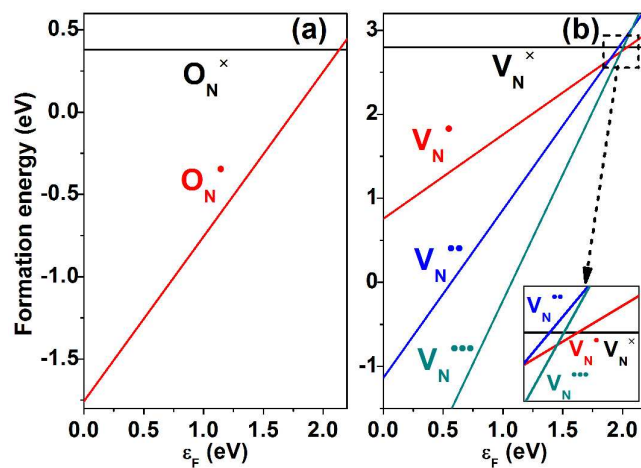 (a)
O_N^×
O_N^•
Formation energy (eV)
0.5
0.0
-0.5
-1.0
-1.5
0.0 0.5 1.0 1.5 2.0
ε_F (eV)
(b)
V_N^×
V_N^•
V_N^••
V_N^•••
3
2
1
0
-1
0.0 0.5 1.0 1.5 2.0
ε_F (eV)
V_N^••
V_N^• V_N^×
V_N^•••